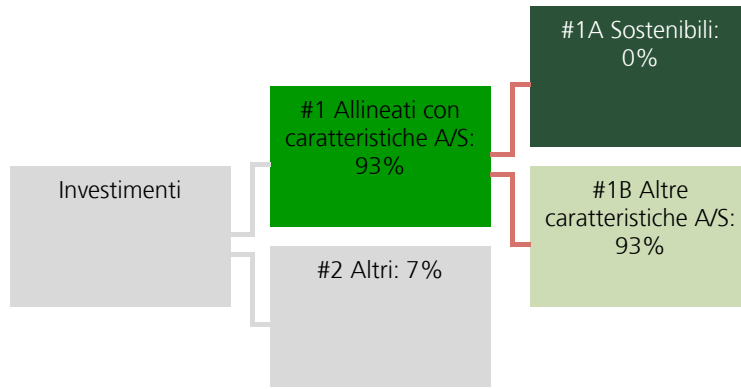 Investimenti
#1 Allineati con
caratteristiche A/S:
93%
#2 Altri: 7%
#1A Sostenibili:
0%
#1B Altre
caratteristiche A/S:
93%